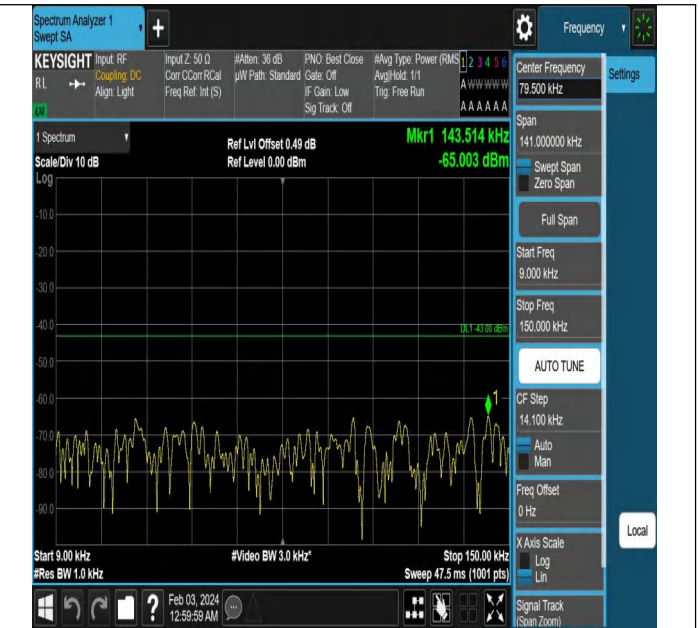 Spectrum Analyzer 1
Swept SA
+
Frequency
KEYSIGHT
RL
Input: RF
Coupling: DC
Align: Light
Input Z: 50 Ω
Corr CCorr RCal
Freq Ref: Int (S)
#Atten: 36 dB
µW Path: Standard
PNO: Best Close
Gate: Off
IF Gain: Low
Sig Track: Off
#Avg Type: Power (RMS
Avg|Hold: 1/1
Trig: Free Run
1 2 3 4 5 6
A W W W W W
A A A A A A
1 Spectrum
Scale/Div 10 dB
Log
Ref Lvl Offset 0.49 dB
Ref Level 0.00 dBm
Mkr1 143.514 kHz
-65.003 dBm
-10.0
-20.0
-30.0
-40.0
DL1 -43.00 dBm
-50.0
-60.0
1
-70.0
-80.0
-90.0
Start 9.00 kHz
#Res BW 1.0 kHz
#Video BW 3.0 kHz*
Stop 150.00 kHz
Sweep 47.5 ms (1001 pts)
Feb 03, 2024
12:59:59 AM
Center Frequency
79.500 kHz
Settings
Span
141.000000 kHz
Swept Span
Zero Span
Full Span
Start Freq
9.000 kHz
Stop Freq
150.000 kHz
AUTO TUNE
CF Step
14.100 kHz
Auto
Man
Freq Offset
0 Hz
X Axis Scale
Log
Lin
Local
Signal Track
(Span Zoom)